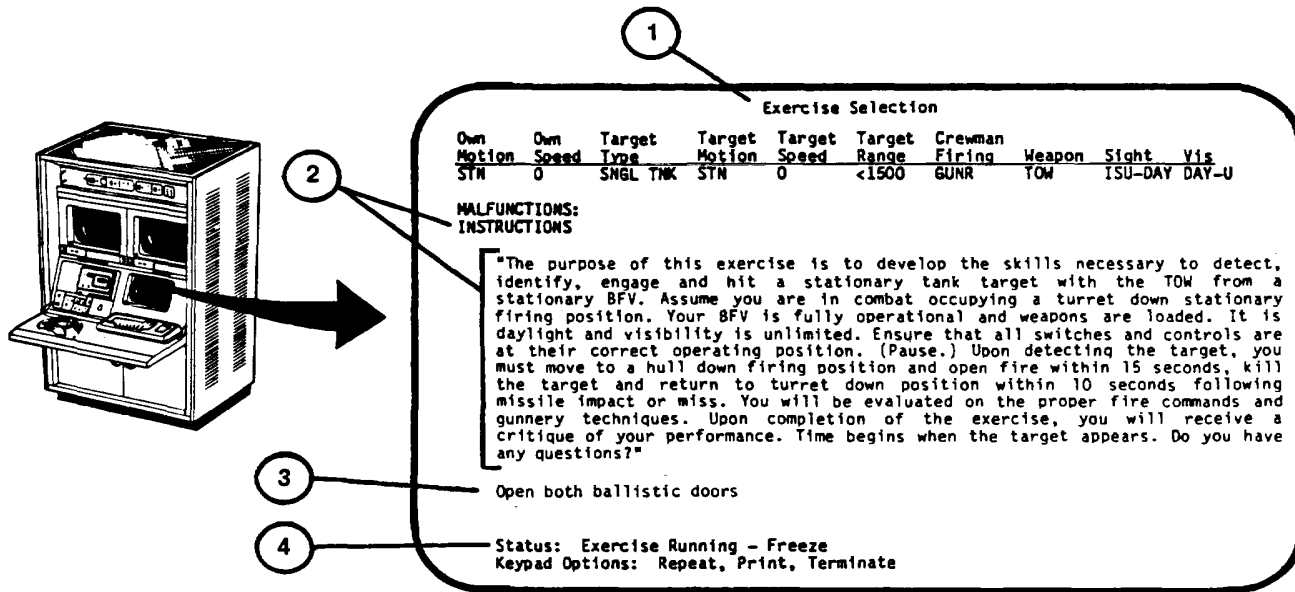 1
Exercise Selection
Own Own Target Target Target Target Crewman
Motion Speed Type Motion Speed Range Firing Weapon Sight Vis
STN 0 SNGL TNK STN 0 <1500 GUNR TOW ISU-DAY DAY-U
2
MALFUNCTIONS:
INSTRUCTIONS
"The purpose of this exercise is to develop the skills necessary to detect,
identify, engage and hit a stationary tank target with the TOW from a
stationary BFV. Assume you are in combat occupying a turret down stationary
firing position. Your BFV is fully operational and weapons are loaded. It is
daylight and visibility is unlimited. Ensure that all switches and controls are
at their correct operating position. (Pause.) Upon detecting the target, you
must move to a hull down firing position and open fire within 15 seconds, kill
the target and return to turret down position within 10 seconds following
missile impact or miss. You will be evaluated on the proper fire commands and
gunnery techniques. Upon completion of the exercise, you will receive a
critique of your performance. Time begins when the target appears. Do you have
any questions?"
3
Open both ballistic doors
4
Status: Exercise Running – Freeze
Keypad Options: Repeat, Print, Terminate